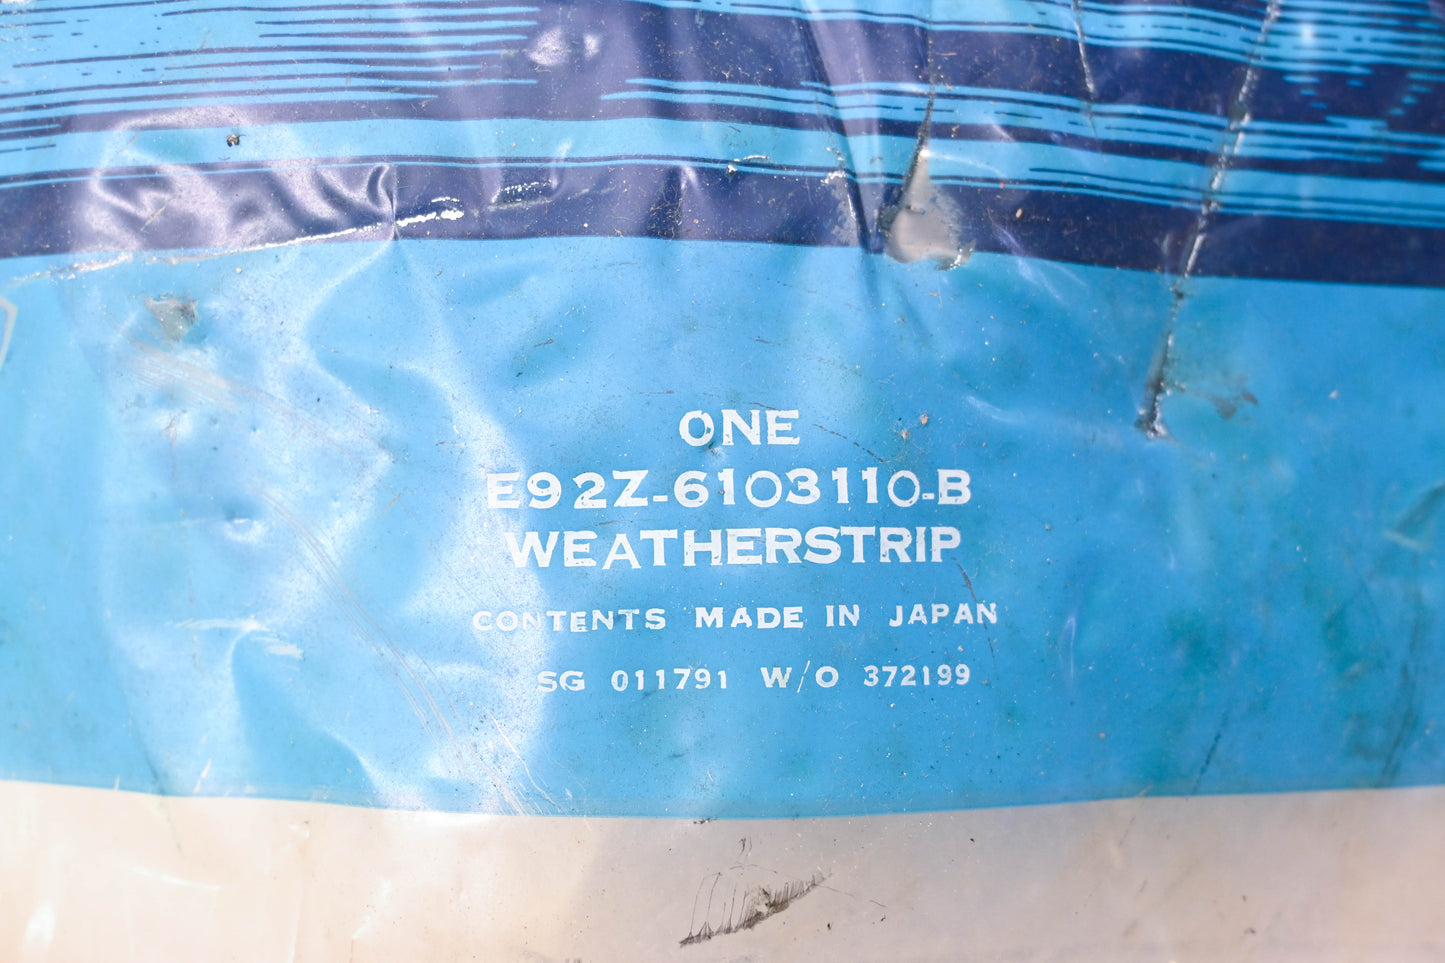 ONE
E92Z-6103110-B
WEATHERSTRIP
CONTENTS MADE IN JAPAN
SG 011791 W/O 372199